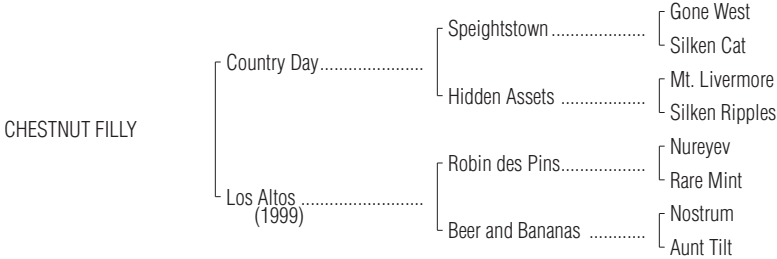 Gone West
Speightstown ......................
Silken Cat
Country Day......................
Mt. Livermore
Hidden Assets ..................
Silken Ripples
CHESTNUT FILLY
Nureyev
Robin des Pins..................
Rare Mint
Los Altos ..........................
(1999)
Nostrum
Beer and Bananas ............
Aunt Tilt